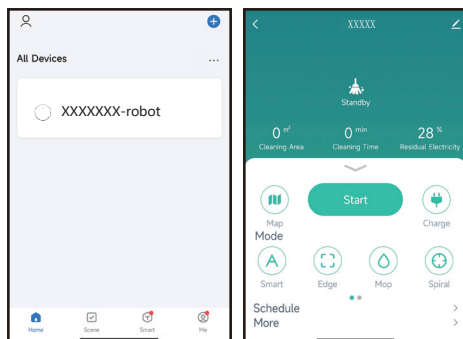 All Devices
XXXXXXX-robot
Home
Scene
Smart
Me
XXXXX
Standby
0 m²
0 min
28 %
Cleaning Area
Cleaning Time
Residual Electricity
Start
Map
Charge
Mode
Smart
Edge
Mop
Spiral
Schedule
More